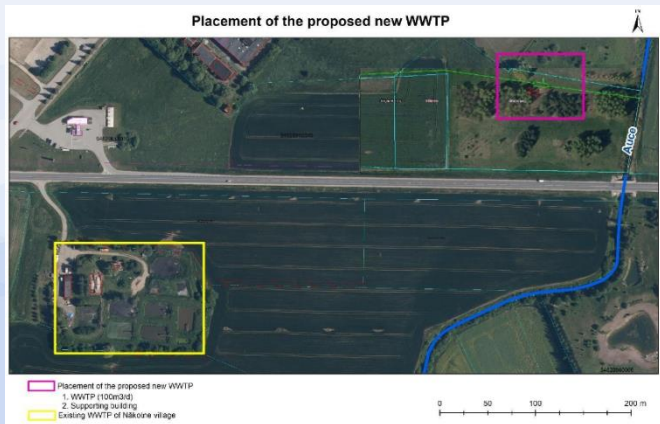 Placement of the proposed new WWTP
Auce
Placement of the proposed new WWTP
1. WWTP (100m3rd)
2. Supporting building
Existing WWTP of Nākotne village
0 50 100 200 m